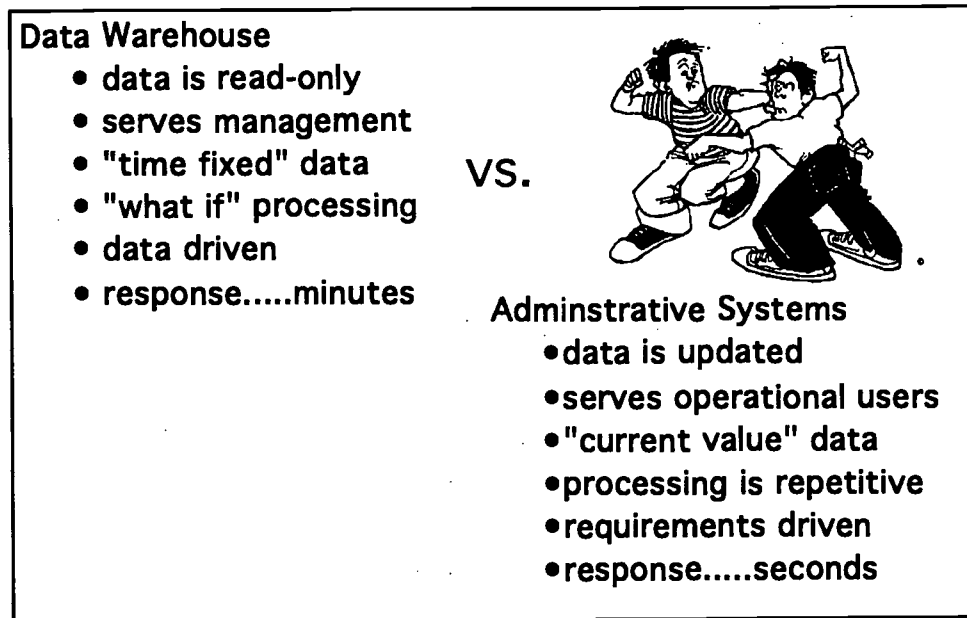 Data Warehouse
• data is read-only
• serves management
• "time fixed" data
• "what if" processing
• data driven
• response.....minutes
vs.
Adminstrative Systems
•data is updated
•serves operational users
•"current value" data
•processing is repetitive
•requirements driven
•response.....seconds